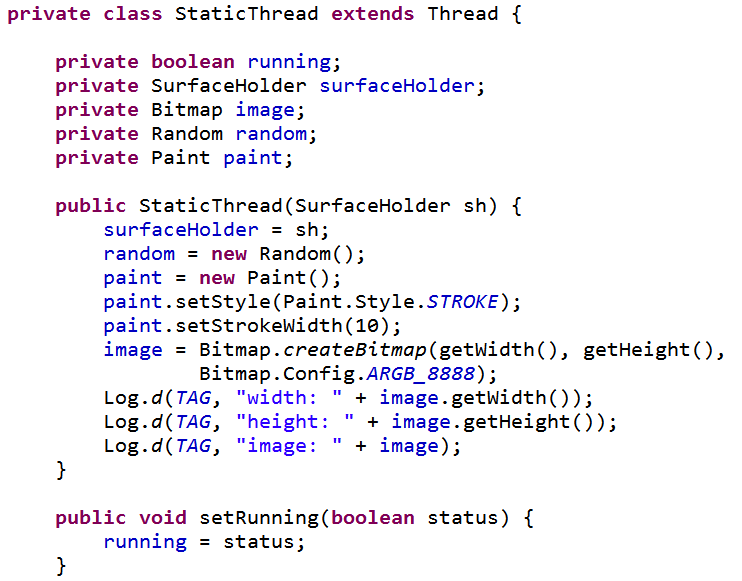 private class StaticThread extends Thread {
private boolean running;
private SurfaceHolder surfaceHolder;
private Bitmap image;
private Random random;
private Paint paint;
public StaticThread(SurfaceHolder sh) {
surfaceHolder = sh;
random = new Random();
paint = new Paint();
paint.setStyle(Paint.Style.STROKE);
paint.setStrokeWidth(10);
image = Bitmap.createBitmap(getWidth(), getHeight(),
Bitmap.Config.ARGB_8888);
Log.d(TAG, "width: " + image.getWidth());
Log.d(TAG, "height: " + image.getHeight());
Log.d(TAG, "image: " + image);
}
public void setRunning(boolean status) {
running = status;
}